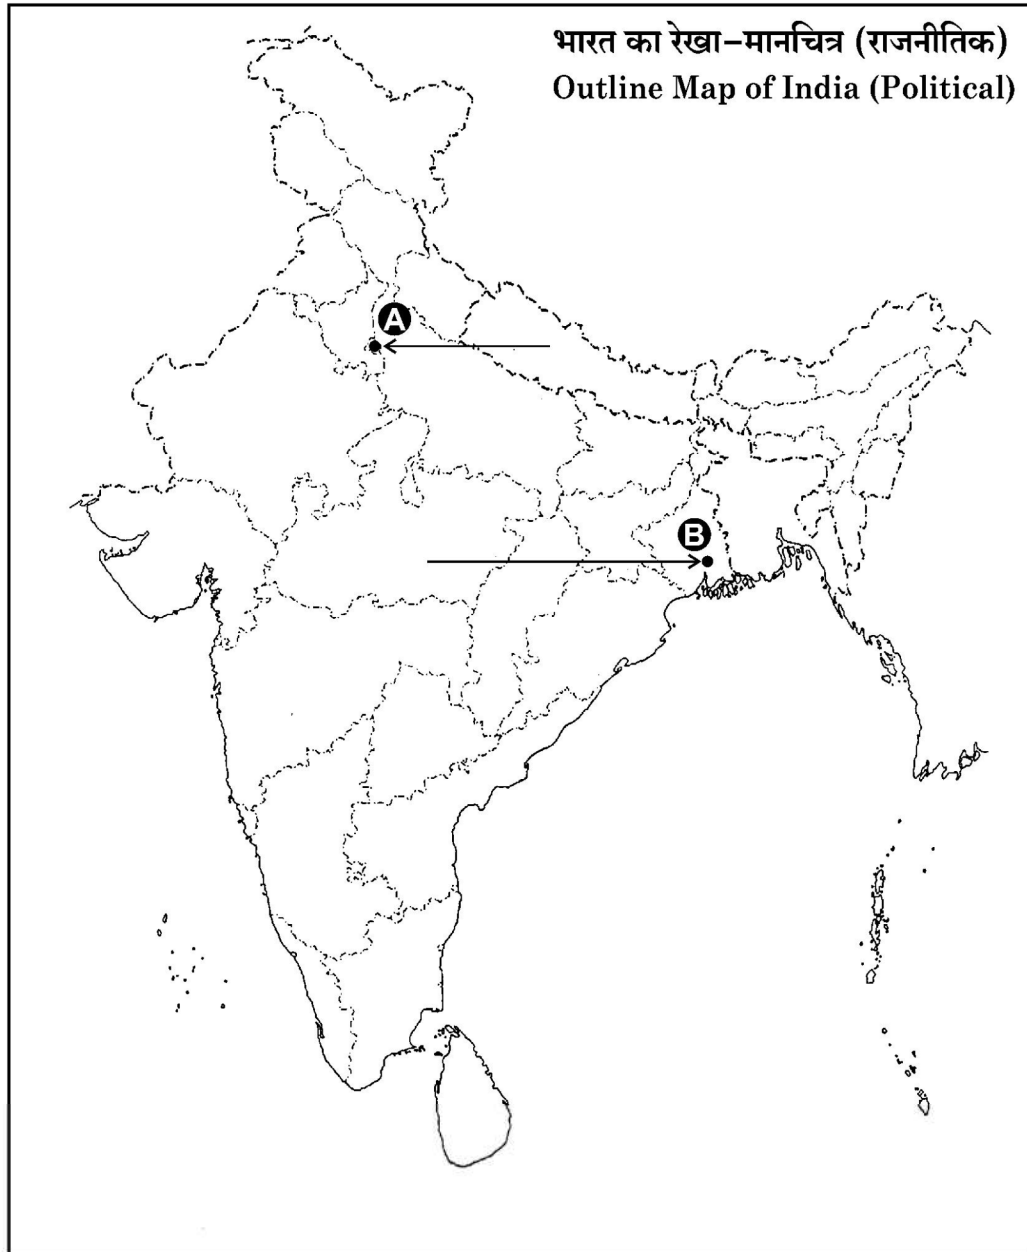 भारत का रेखा-मानचित्र (राजनीतिक)
Outline Map of India (Political)
A
B